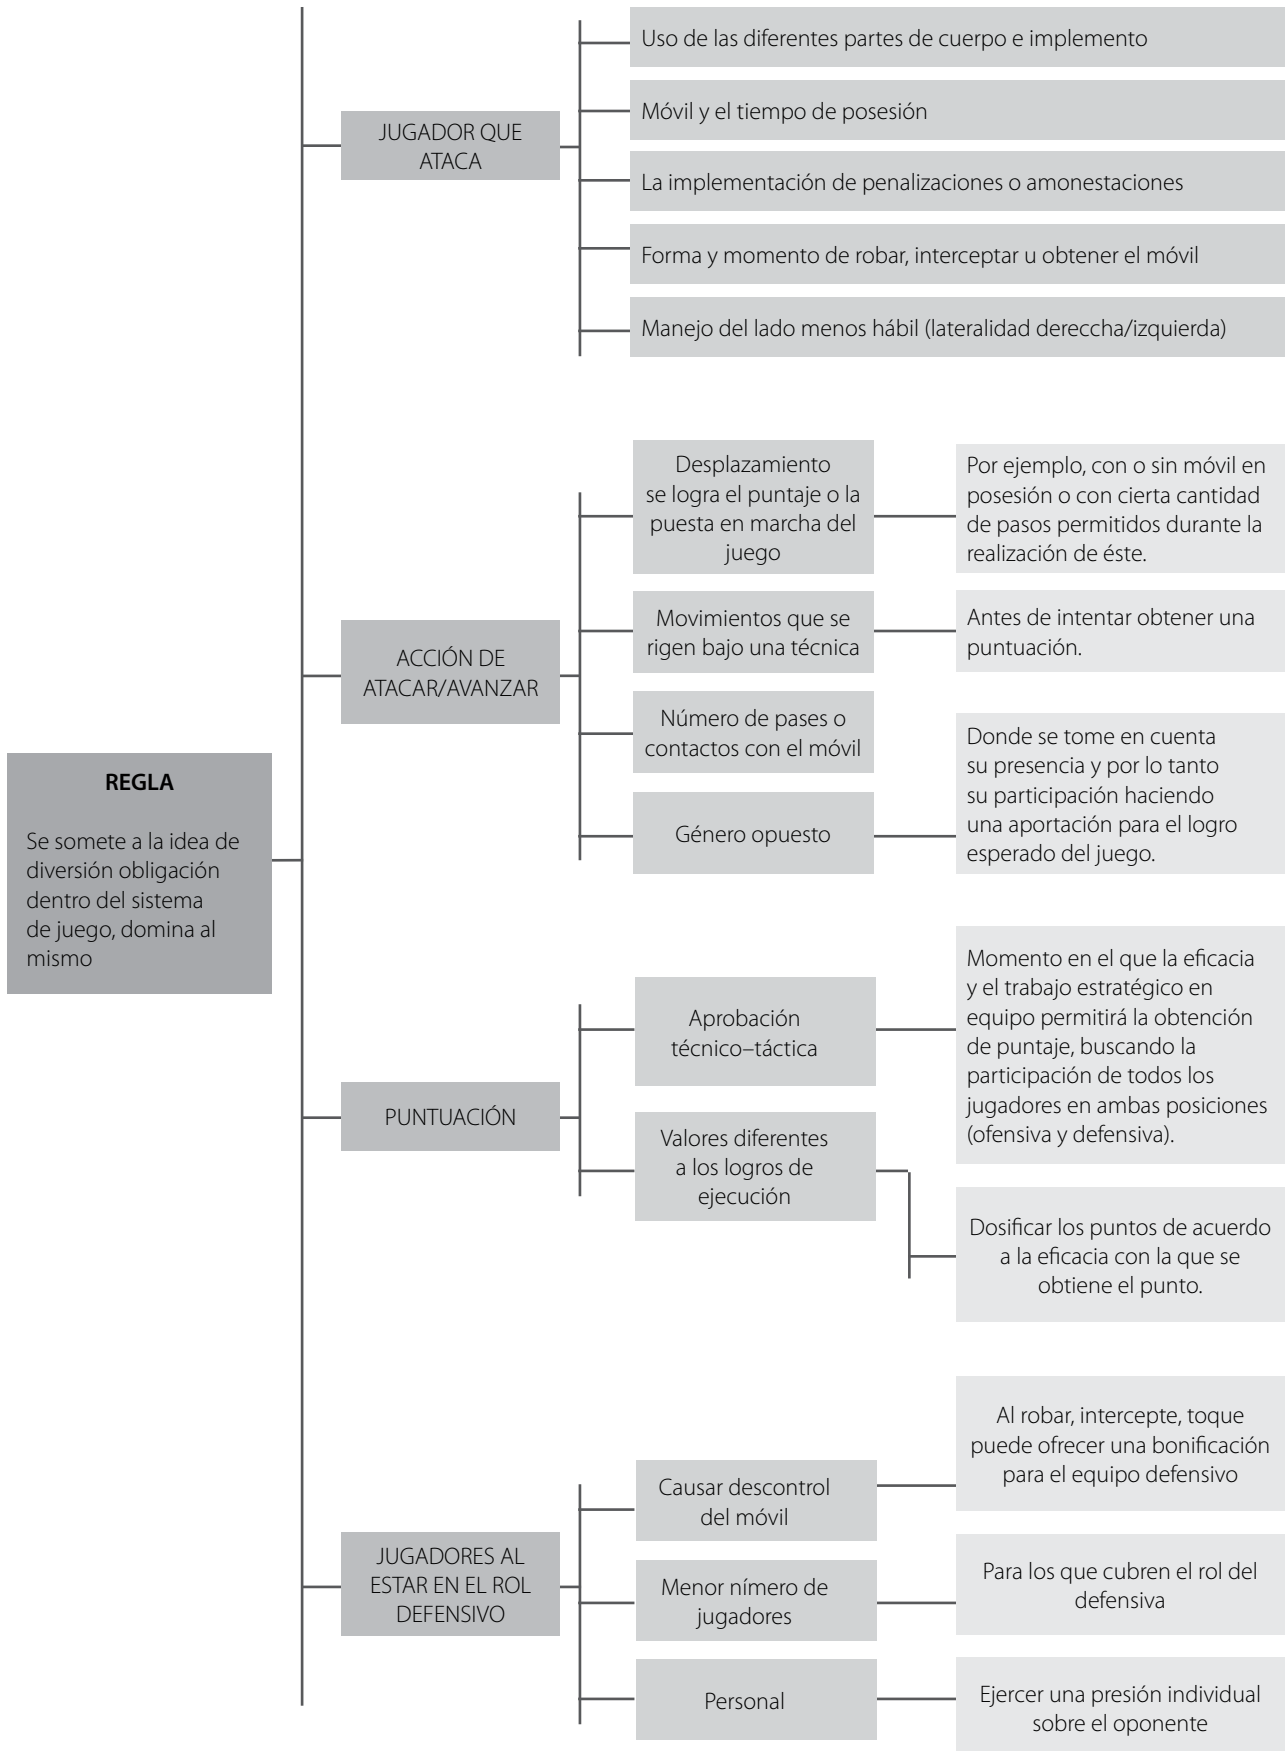 REGLA
Se somete a la idea de
diversión obligación
dentro del sistema
de juego, domina al
mismo
JUGADOR QUE
ATACA
Uso de las diferentes partes de cuerpo e implemento
Móvil y el tiempo de posesión
La implementación de penalizaciones o amonestaciones
Forma y momento de robar, interceptar u obtener el móvil
Manejo del lado menos hábil (lateralidad dereccha/izquierda)
ACCIÓN DE
ATACAR/AVANZAR
Desplazamiento
se logra el puntaje o la
puesta en marcha del
juego
Por ejemplo, con o sin móvil en
posesión o con cierta cantidad
de pasos permitidos durante la
realización de éste.
Movimientos que se
rigen bajo una técnica
Antes de intentar obtener una
puntuación.
Número de pases o
contactos con el móvil
Género opuesto
Donde se tome en cuenta
su presencia y por lo tanto
su participación haciendo
una aportación para el logro
esperado del juego.
PUNTUACIÓN
Aprobación
técnico–táctica
Momento en el que la eficacia
y el trabajo estratégico en
equipo permitirá la obtención
de puntaje, buscando la
participación de todos los
jugadores en ambas posiciones
(ofensiva y defensiva).
Valores diferentes
a los logros de
ejecución
Dosificar los puntos de acuerdo
a la eficacia con la que se
obtiene el punto.
JUGADORES AL
ESTAR EN EL ROL
DEFENSIVO
Causar descontrol
del móvil
Al robar, intercepte, toque
puede ofrecer una bonificación
para el equipo defensivo
Menor nímero de
jugadores
Para los que cubren el rol del
defensiva
Personal
Ejercer una presión individual
sobre el oponente